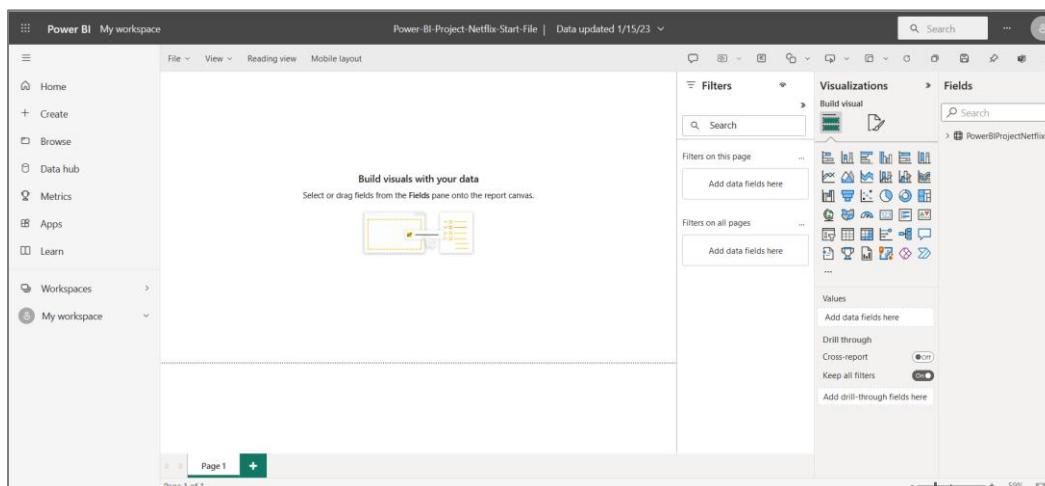 Power BI My workspace
Power-BI-Project-Netflix-Start-File | Data updated 1/15/23
Search
File View Reading view Mobile layout
Home
Create
Browse
Data hub
Metrics
Apps
Learn
Workspaces
My workspace
Build visuals with your data
Select or drag fields from the Fields pane onto the report canvas.
Filters
Search
Filters on this page
Add data fields here
Filters on all pages
Add data fields here
Visualizations
Build visual
Values
Add data fields here
Drill through
Cross-report
Off
Keep all filters
On
Add drill-through fields here
Fields
Search
PowerBIProjectNetflix
Page 1
Page 1 of 1
59%